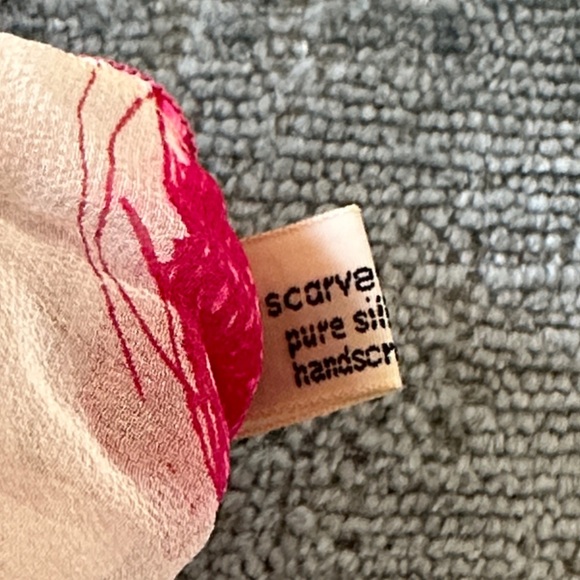 scarve
pure sil
handscr